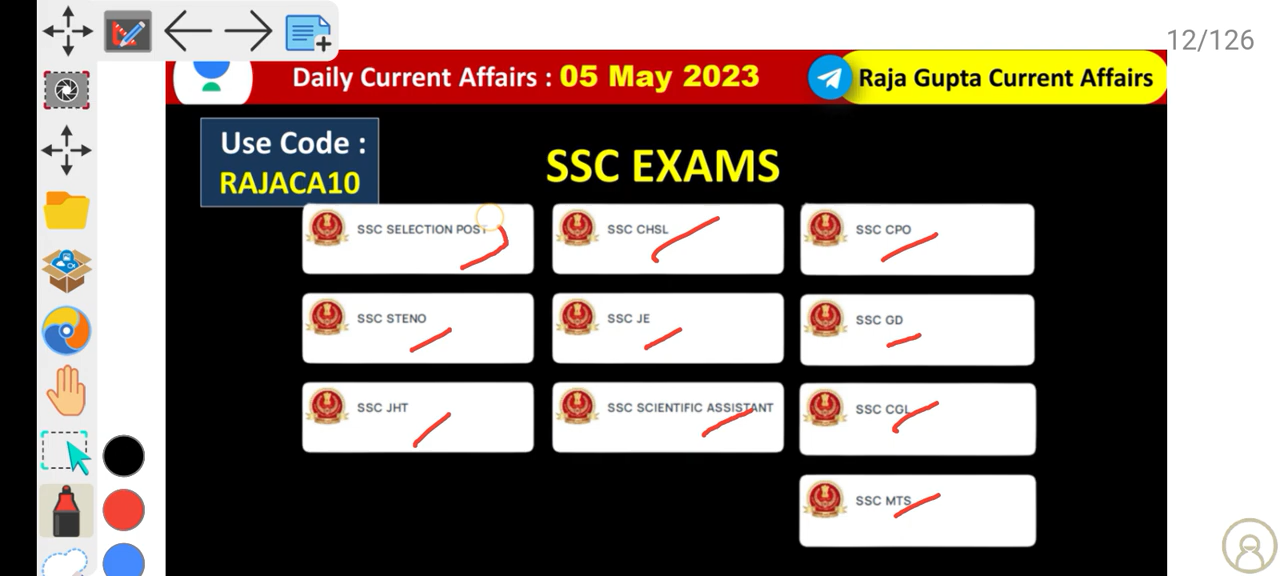 12/126
Daily Current Affairs : 05 May 2023
Raja Gupta Current Affairs
Use Code :
RAJACA10
SSC EXAMS
SSC SELECTION POST
SSC CHSL
SSC CPO
SSC STENO
SSC JE
SSC GD
SSC JHT
SSC SCIENTIFIC ASSISTANT
SSC CGL
SSC MTS